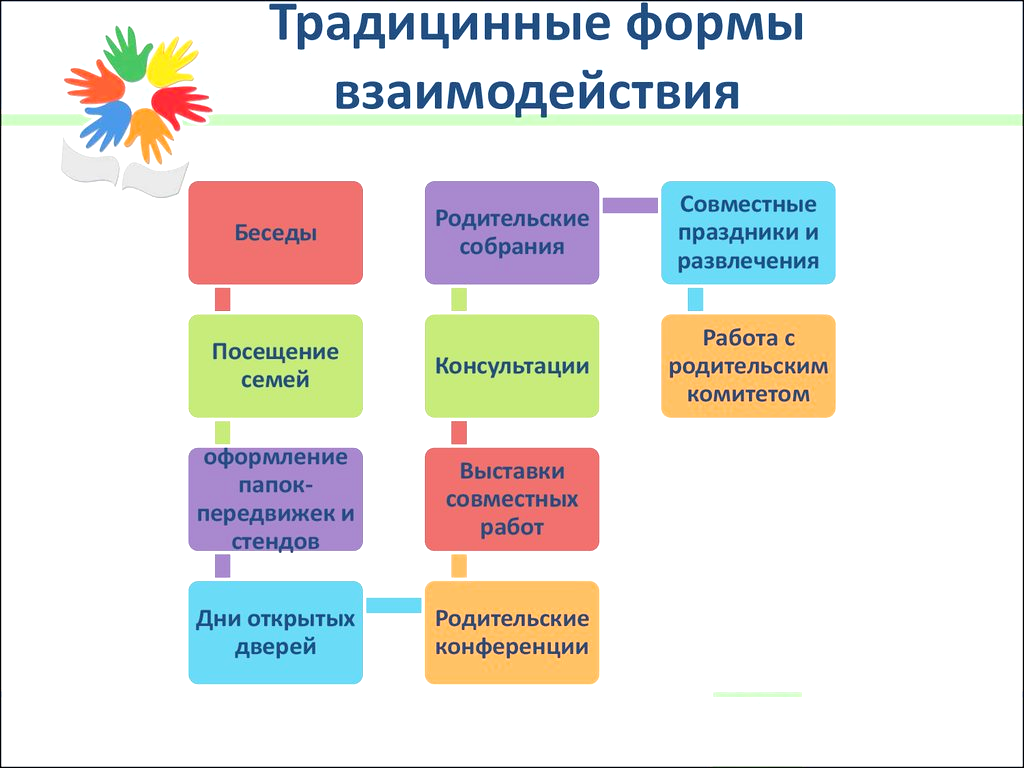 Традицинные формы
взаимодействия
Беседы
Посещение
семей
оформление
папок-
передвижек и
стендов
Дни открытых
дверей
Родительские
конференции
Выставки
совместных
работ
Консультации
Родительские
собрания
Совместные
праздники и
развлечения
Работа с
родительским
комитетом